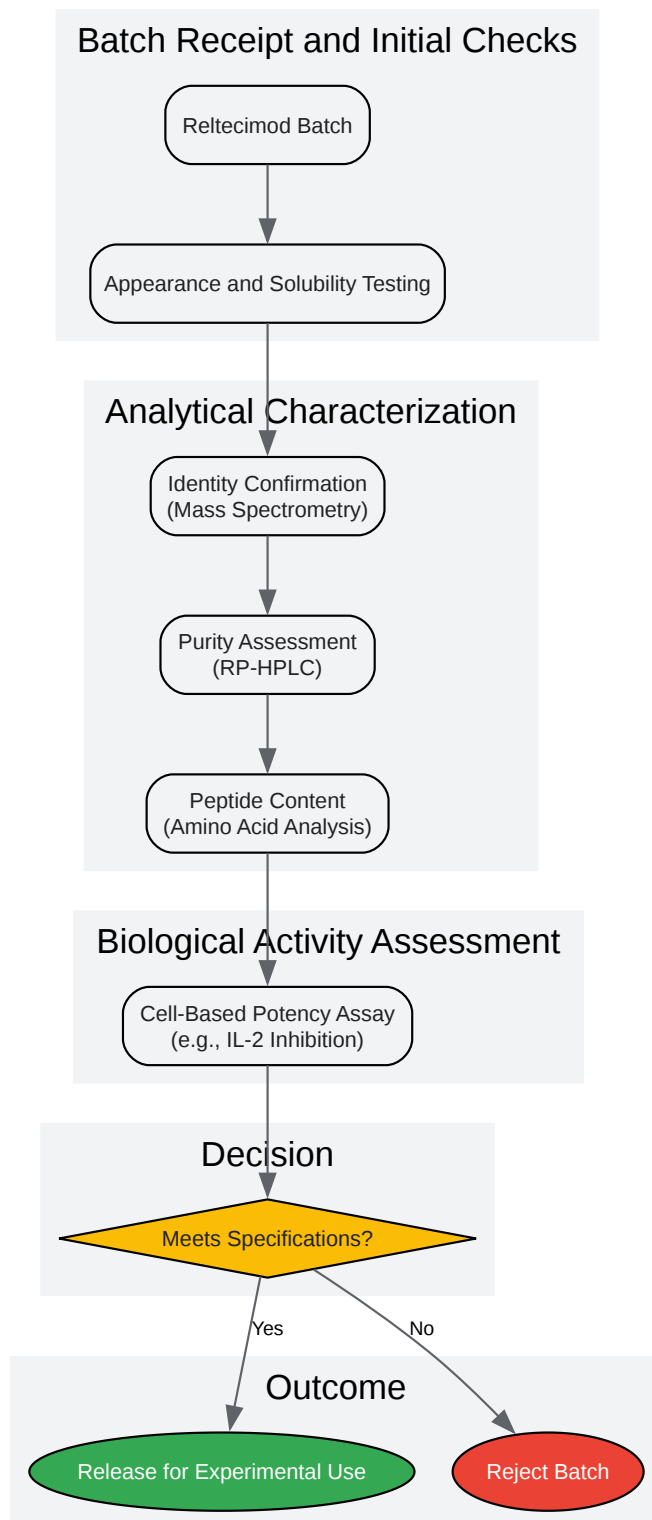 Batch Receipt and Initial Checks
Reltecimod Batch
Appearance and Solubility Testing
Analytical Characterization
Identity Confirmation
(Mass Spectrometry)
Purity Assessment
(RP-HPLC)
Peptide Content
(Amino Acid Analysis)
Biological Activity Assessment
Cell-Based Potency Assay
(e.g., IL-2 Inhibition)
Decision
Meets Specifications?
Yes
No
Outcome
Release for Experimental Use
Reject Batch